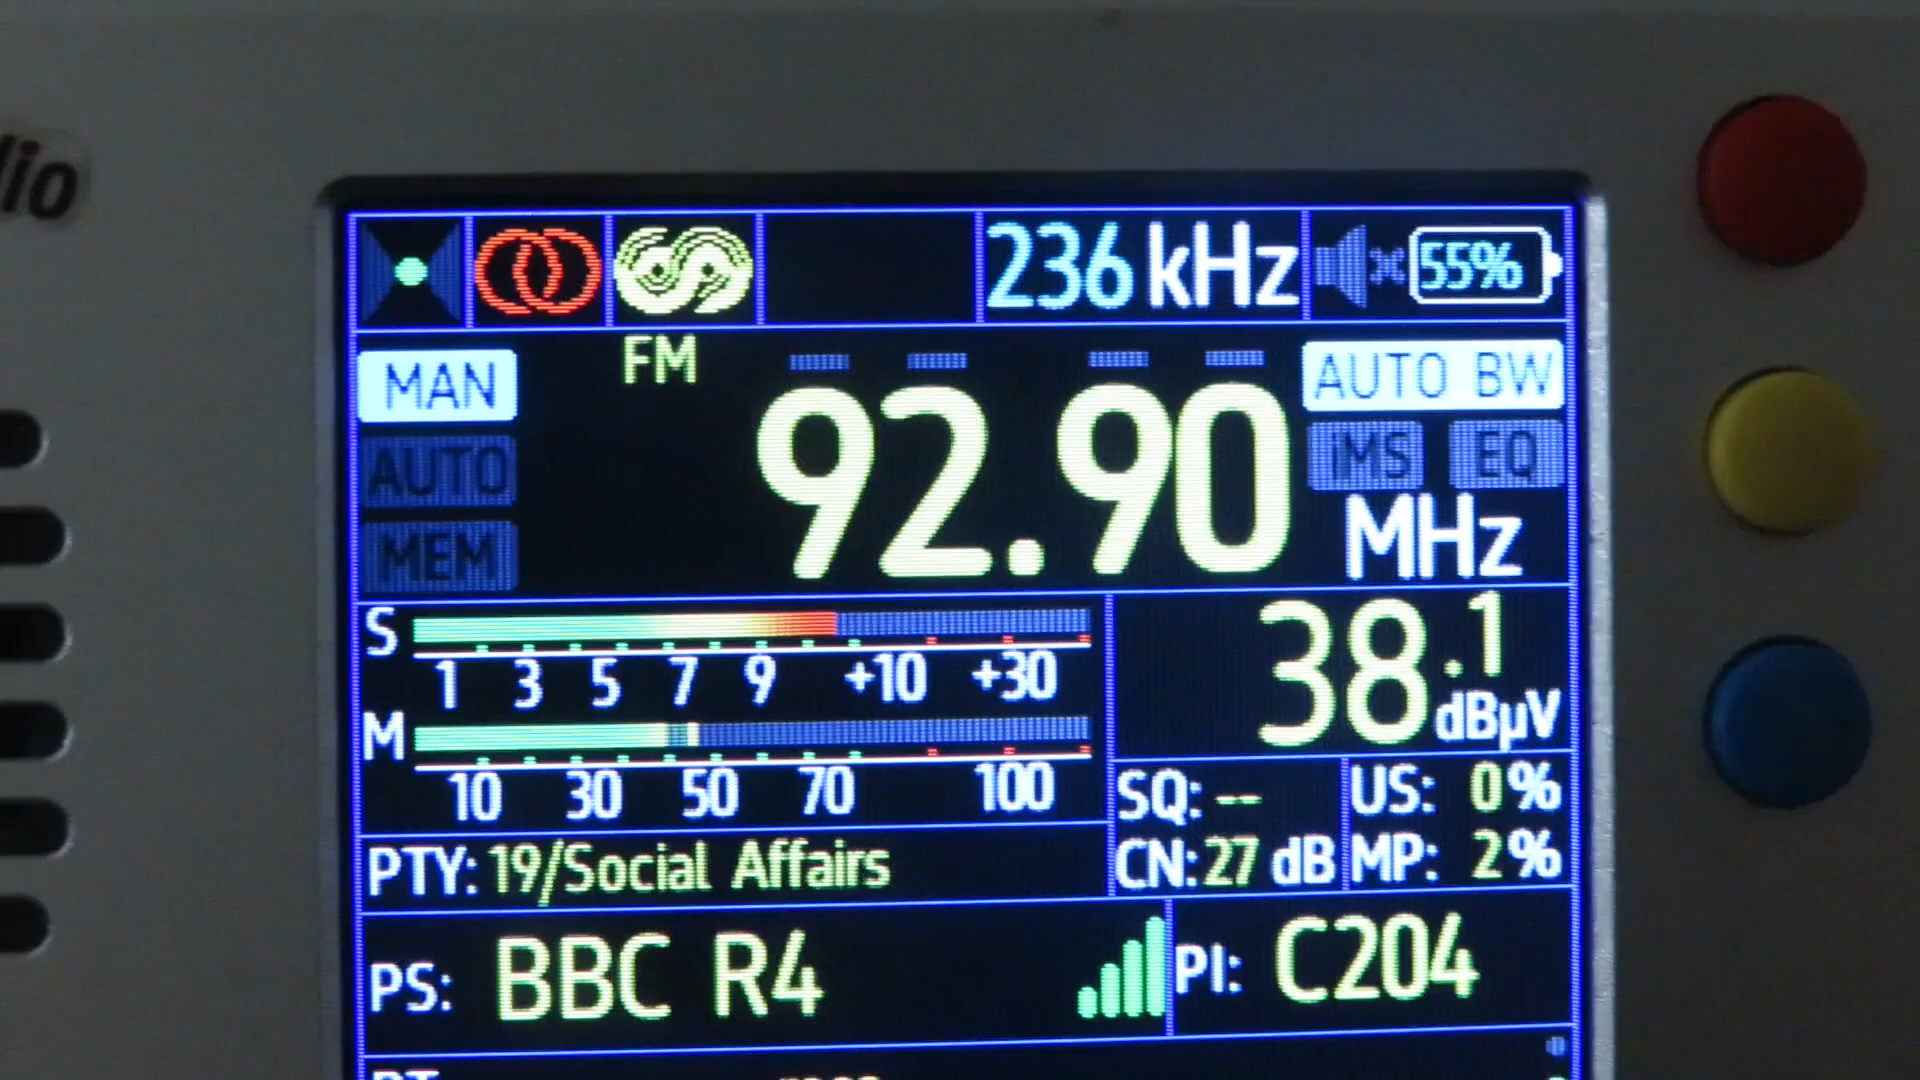 dio
236 kHz 55%
MAN FM 92.90 MHz AUTO BW
AUTO iMS EQ
MEM
S 1 3 5 7 9 +10 +30
38.1 dBµV
M 10 30 50 70 100
SQ: -- US: 0%
CN: 27 dB MP: 2%
PTY: 19/Social Affairs
PS: BBC R4 PI: C204